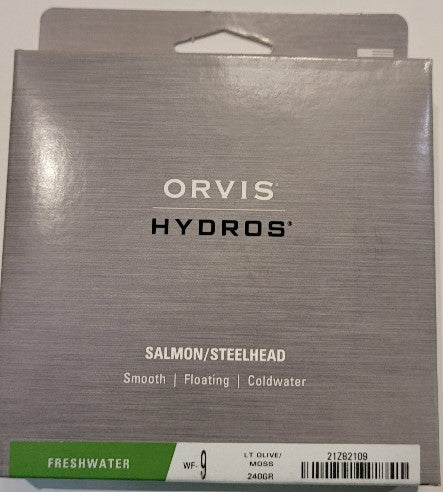 ORVIS
HYDROS®
SALMON/STEELHEAD
Smooth | Floating | Coldwater
FRESHWATER
WF-9
LT OLIVE/
MOSS
240GR
21Z82109